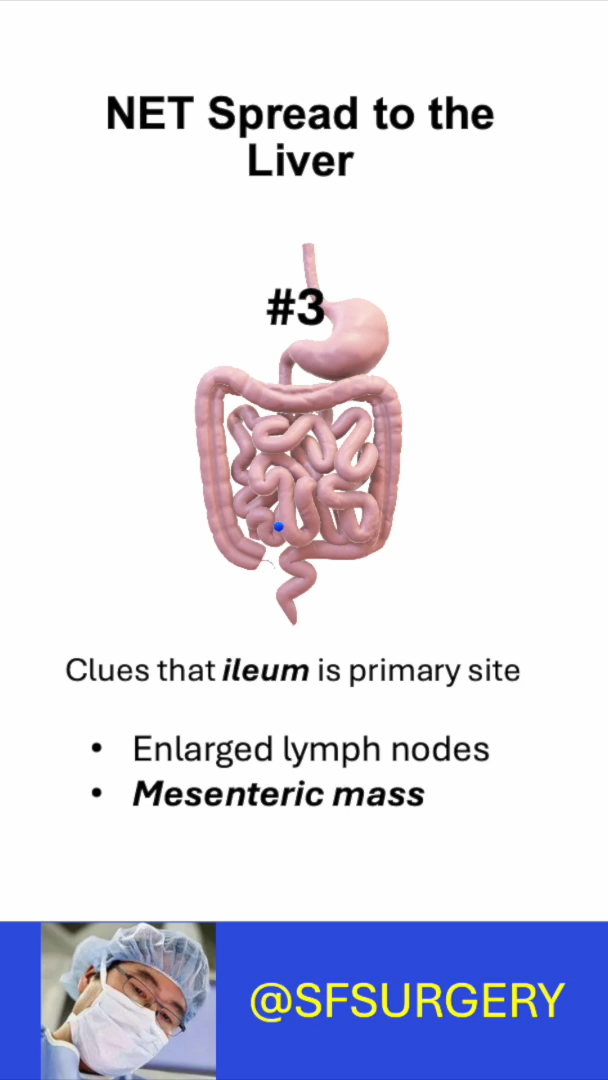 NET Spread to the
Liver
#3
Clues that ileum is primary site
• Enlarged lymph nodes
• Mesenteric mass
@SFSURGERY